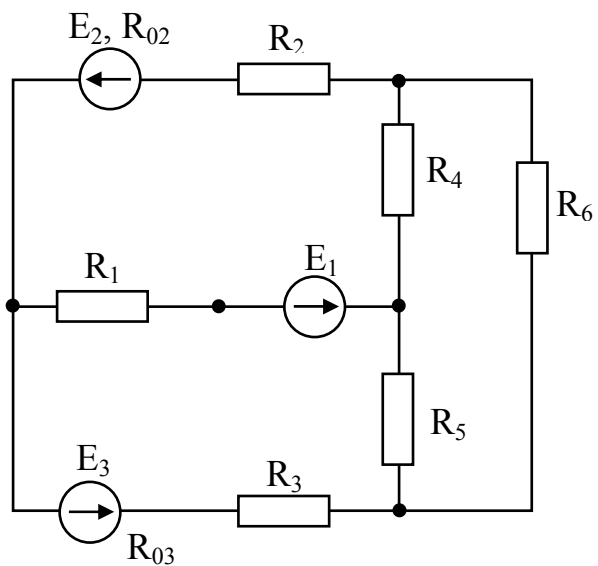 E₂, R₀₂
R₂
R₄
R₆
R₁
E₁
R₅
E₃
R₃
R₀₃